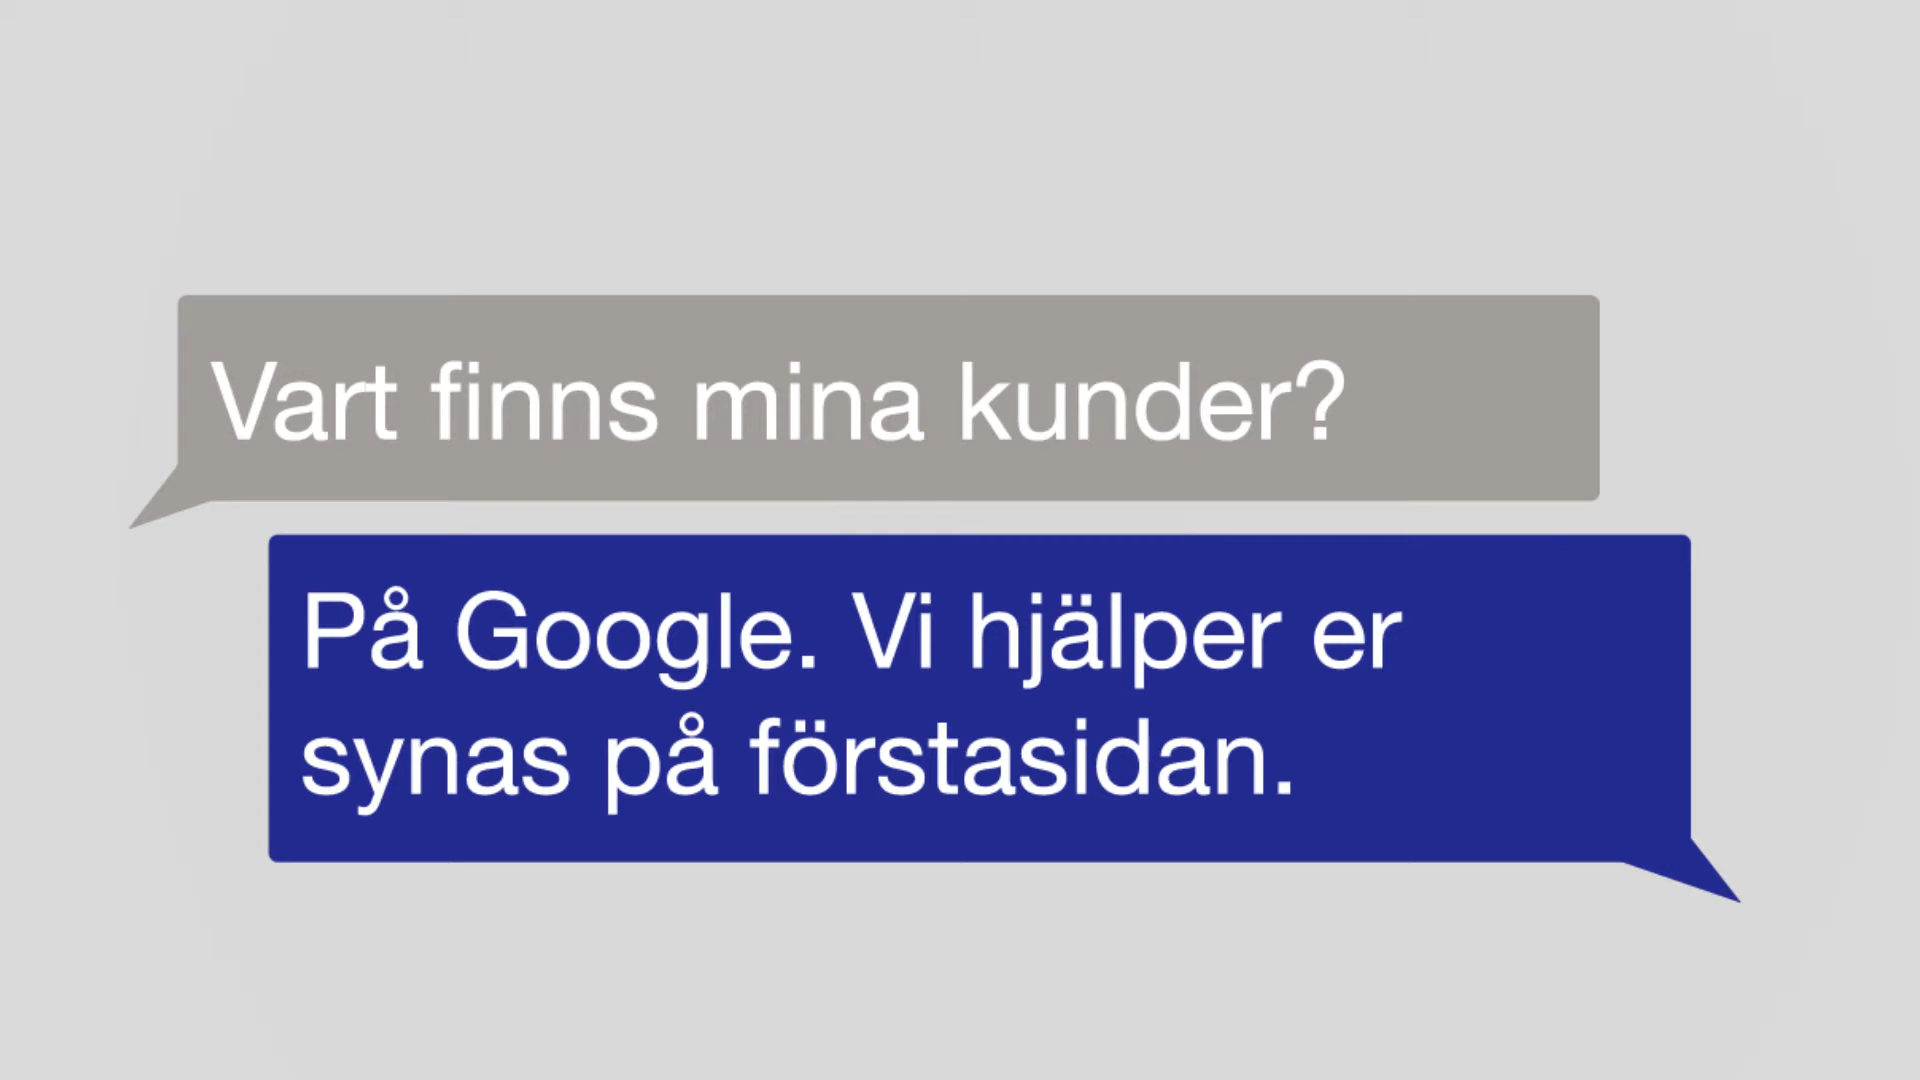 Vart finns mina kunder?
På Google. Vi hjälper er
synas på förstasidan.